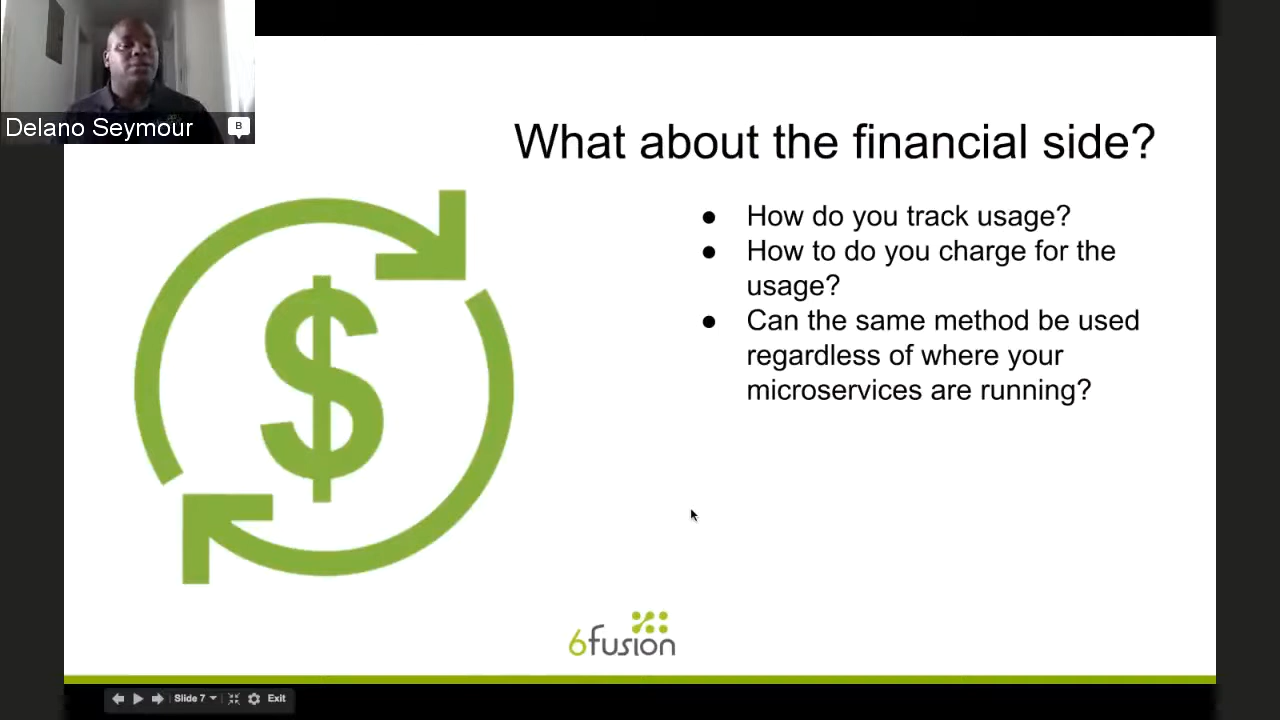 Delano Seymour
B
What about the financial side?
$
● How do you track usage?
● How to do you charge for the
usage?
● Can the same method be used
regardless of where your
microservices are running?
6fusion
Slide 7
Exit